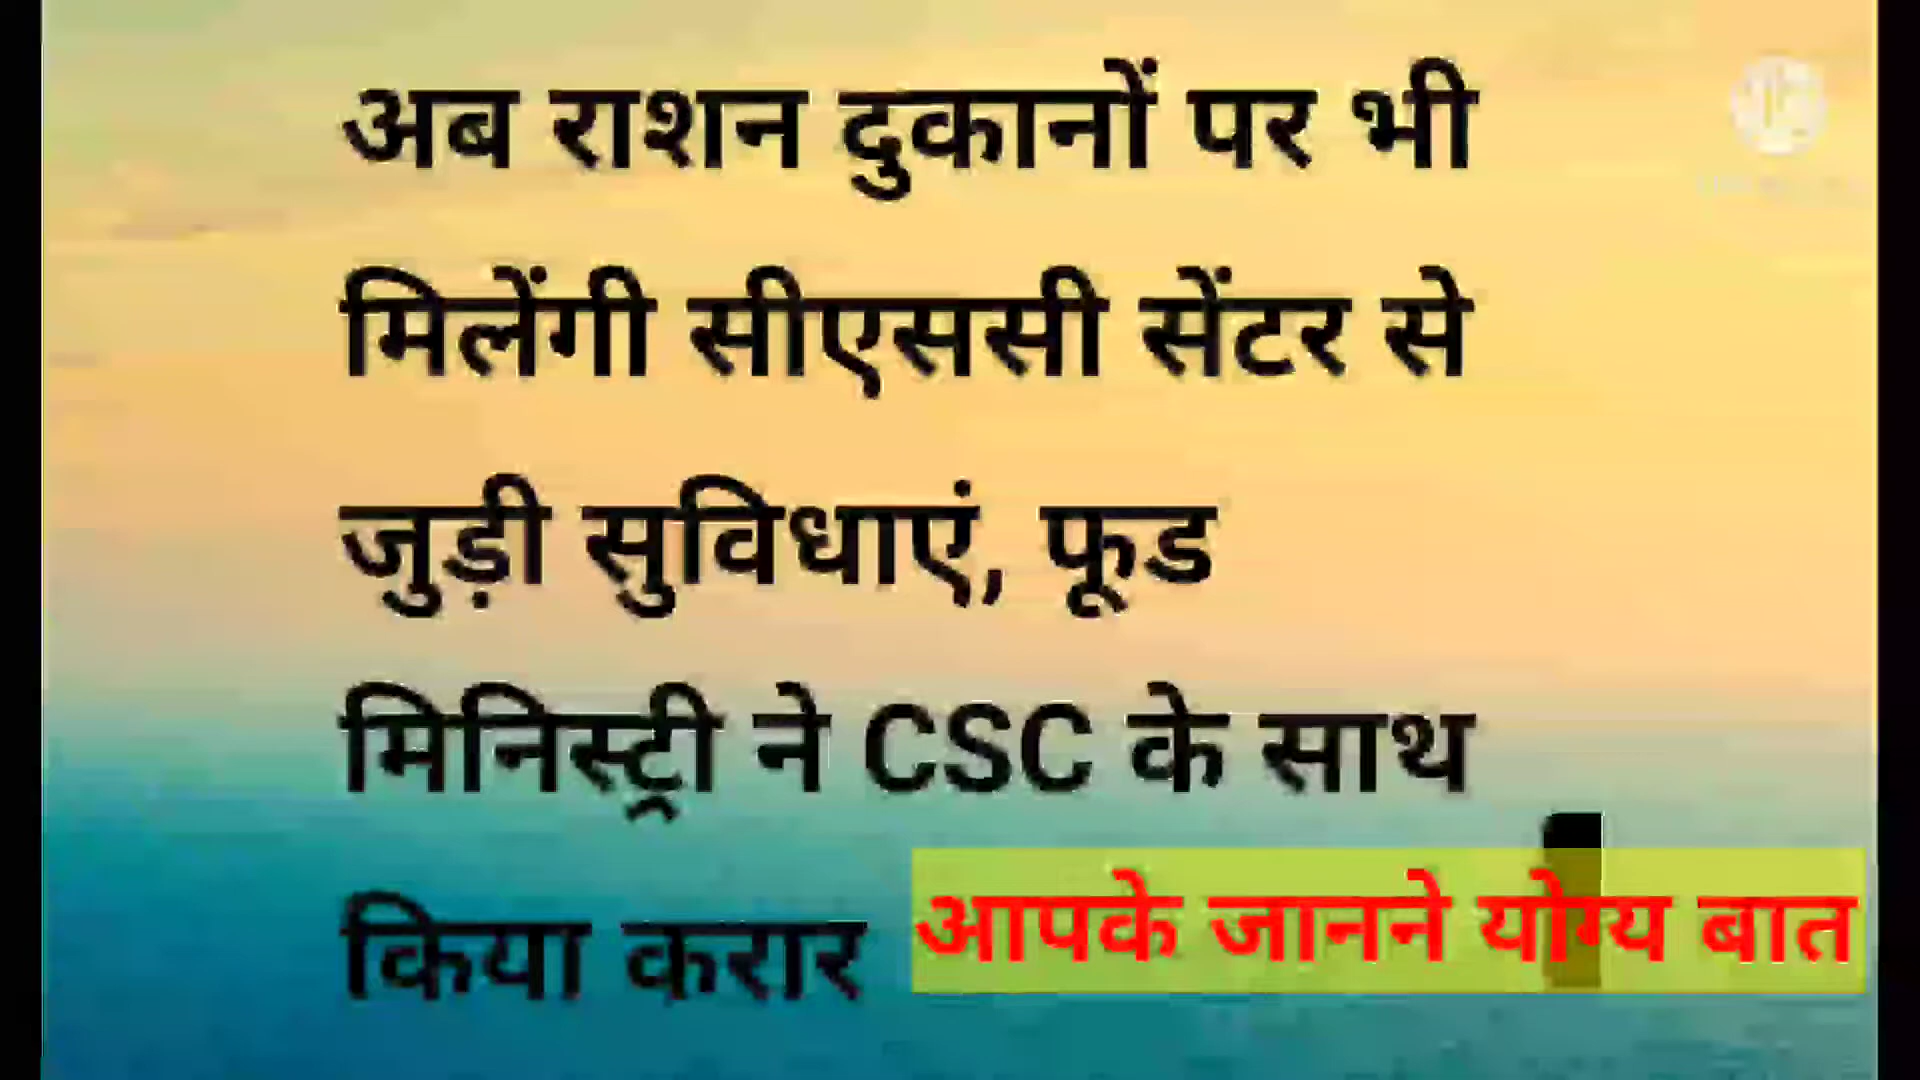 अब राशन दुकानों पर भी
मिलेंगी सीएससी सेंटर से
जुड़ी सुविधाएं, फूड
मिनिस्ट्री ने CSC के साथ
किया करार
आपके जानने योग्य बात